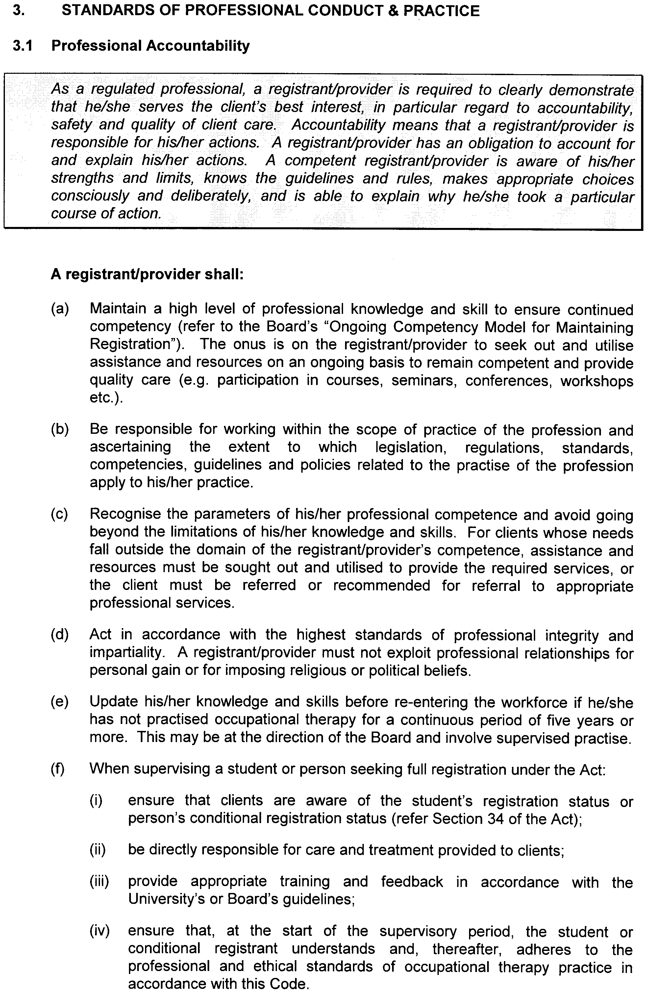 3. STANDARDS OF PROFESSIONAL CONDUCT & PRACTICE
3.1 Professional Accountability
As a regulated professional, a registrant/provider is required to clearly demonstrate
that he/she serves the client's best interest, in particular regard to accountability,
safety and quality of client care. Accountability means that a registrant/provider is
responsible for his/her actions. A registrant/provider has an obligation to account for
and explain his/her actions. A competent registrant/provider is aware of his/her
strengths and limits, knows the guidelines and rules, makes appropriate choices
consciously and deliberately, and is able to explain why he/she took a particular
course of action.
A registrant/provider shall:
(a) Maintain a high level of professional knowledge and skill to ensure continued
competency (refer to the Board's “Ongoing Competency Model for Maintaining
Registration”). The onus is on the registrant/provider to seek out and utilise
assistance and resources on an ongoing basis to remain competent and provide
quality care (e.g. participation in courses, seminars, conferences, workshops
etc.).
(b) Be responsible for working within the scope of practice of the profession and
ascertaining the extent to which legislation, regulations, standards,
competencies, guidelines and policies related to the practise of the profession
apply to his/her practice.
(c) Recognise the parameters of his/her professional competence and avoid going
beyond the limitations of his/her knowledge and skills. For clients whose needs
fall outside the domain of the registrant/provider's competence, assistance and
resources must be sought out and utilised to provide the required services, or
the client must be referred or recommended for referral to appropriate
professional services.
(d) Act in accordance with the highest standards of professional integrity and
impartiality. A registrant/provider must not exploit professional relationships for
personal gain or for imposing religious or political beliefs.
(e) Update his/her knowledge and skills before re-entering the workforce if he/she
has not practised occupational therapy for a continuous period of five years or
more. This may be at the direction of the Board and involve supervised practise.
(f) When supervising a student or person seeking full registration under the Act:
(i) ensure that clients are aware of the student's registration status or
person's conditional registration status (refer Section 34 of the Act);
(ii) be directly responsible for care and treatment provided to clients;
(iii) provide appropriate training and feedback in accordance with the
University's or Board's guidelines;
(iv) ensure that, at the start of the supervisory period, the student or
conditional registrant understands and, thereafter, adheres to the
professional and ethical standards of occupational therapy practice in
accordance with this Code.